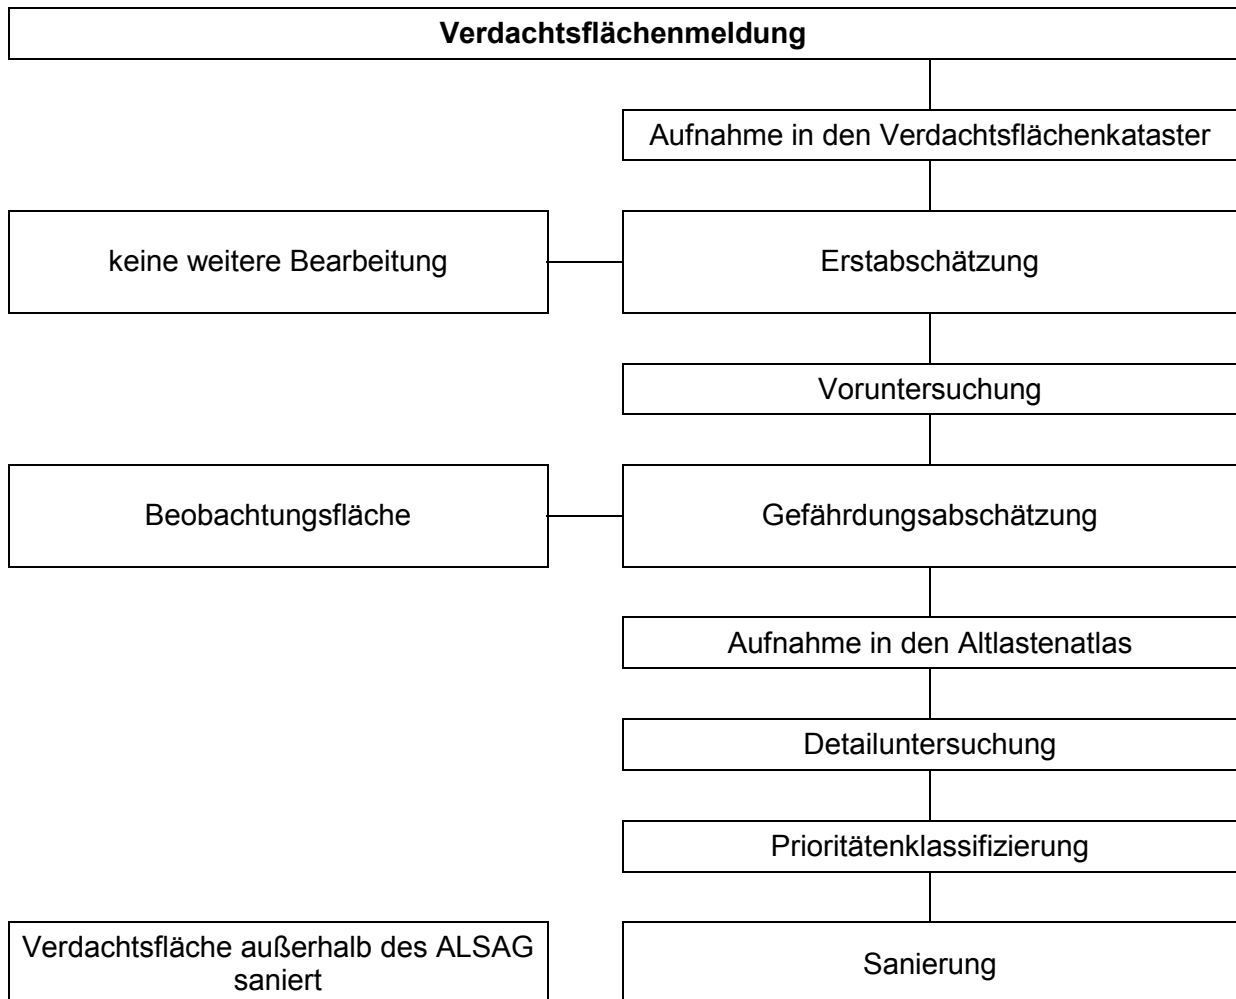 Verdachtsflächenmeldung
Aufnahme in den Verdachtsflächenkataster
keine weitere Bearbeitung
Erstabschätzung
Voruntersuchung
Beobachtungsfläche
Gefährdungsabschätzung
Aufnahme in den Altlastenatlas
Detailuntersuchung
Prioritätenklassifizierung
Verdachtsfläche außerhalb des ALSAG
saniert
Sanierung